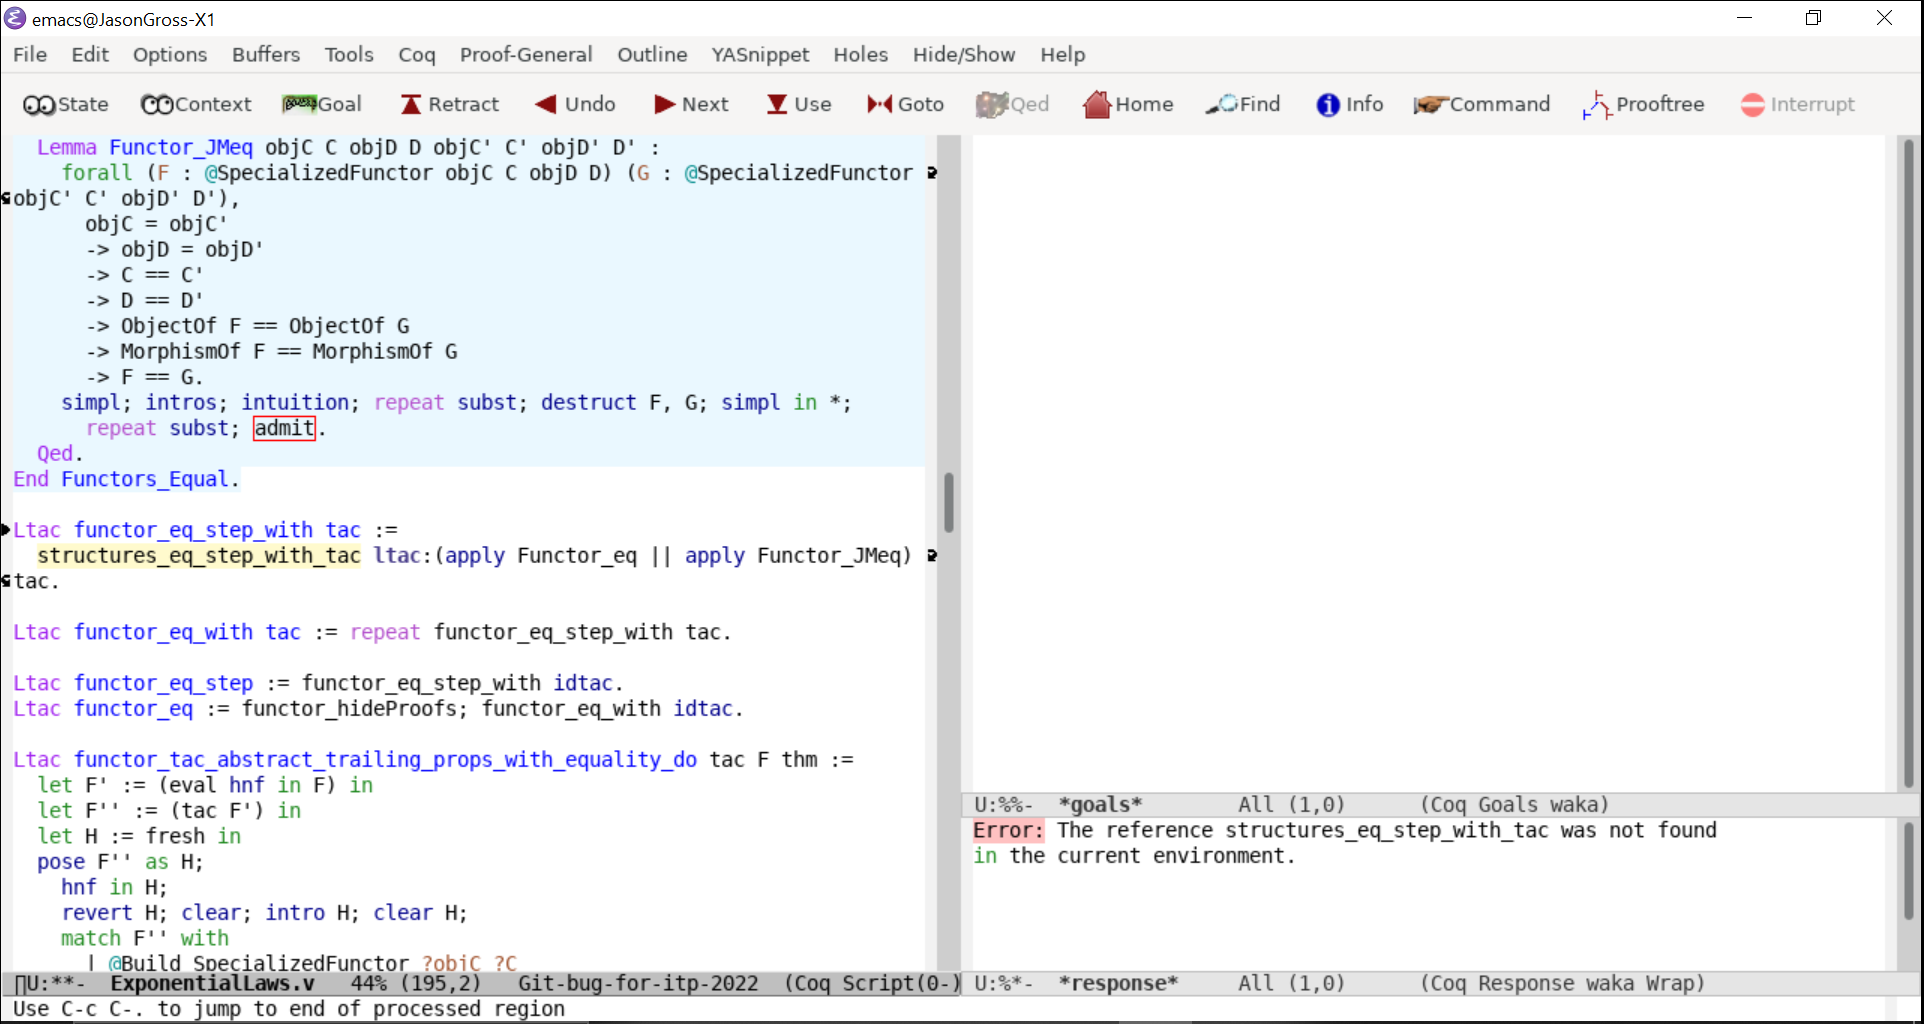 emacs@JasonGross-X1
File Edit Options Buffers Tools Coq Proof-General Outline YASnippet Holes Hide/Show Help
State Context Goal Retract Undo Next Use Goto Qed Home Find Info Command Prooftree Interrupt
Lemma Functor_JMeq objC C objD D objC' C' objD' D' :
forall (F : @SpecializedFunctor objC C objD D) (G : @SpecializedFunctor
objC' C' objD' D'),
objC = objC'
-> objD = objD'
-> C == C'
-> D == D'
-> ObjectOf F == ObjectOf G
-> MorphismOf F == MorphismOf G
-> F == G.
simpl; intros; intuition; repeat subst; destruct F, G; simpl in *;
repeat subst; admit.
Qed.
End Functors_Equal.
Ltac functor_eq_step_with tac :=
structures_eq_step_with_tac ltac:(apply Functor_eq || apply Functor_JMeq)
tac.
Ltac functor_eq_with tac := repeat functor_eq_step_with tac.
Ltac functor_eq_step := functor_eq_step_with idtac.
Ltac functor_eq := functor_hideProofs; functor_eq_with idtac.
Ltac functor_tac_abstract_trailing_props_with_equality_do tac F thm :=
let F' := (eval hnf in F) in
let F'' := (tac F') in
let H := fresh in
pose F'' as H;
hnf in H;
revert H; clear; intro H; clear H;
match F'' with
| @Build_SpecializedFunctor ?objC ?C
U:**- ExponentialLaws.v 44% (195,2) Git-bug-for-itp-2022 (Coq Script(0-)
Use C-c C-. to jump to end of processed region
U:%%- *goals* All (1,0) (Coq Goals waka)
Error: The reference structures_eq_step_with_tac was not found
in the current environment.
U:%*- *response* All (1,0) (Coq Response waka Wrap)